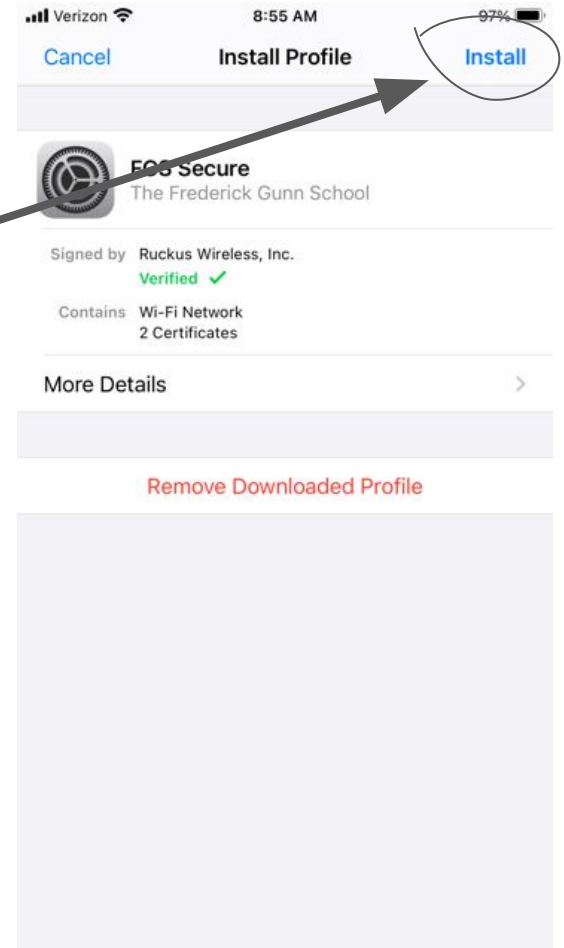 Verizon 8:55 AM 97%
Cancel Install Profile Install
Secure
The Frederick Gunn School
Signed by Ruckus Wireless, Inc.
Verified
Contains Wi-Fi Network
2 Certificates
More Details
Remove Downloaded Profile